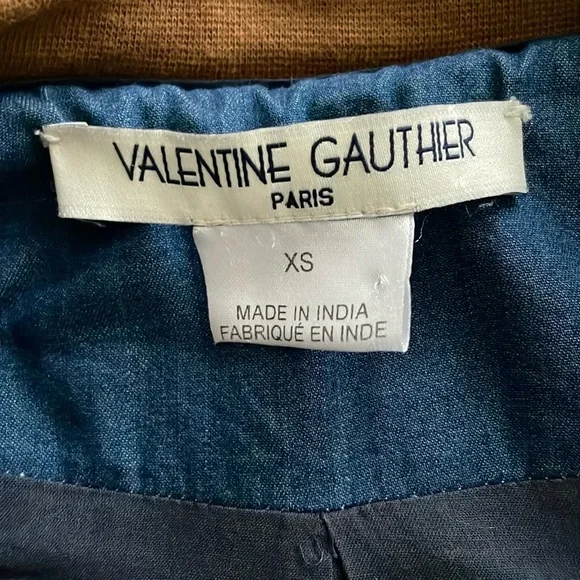 VALENTINE GAUTHIER
PARIS
XS
MADE IN INDIA
FABRIQUÉ EN INDE